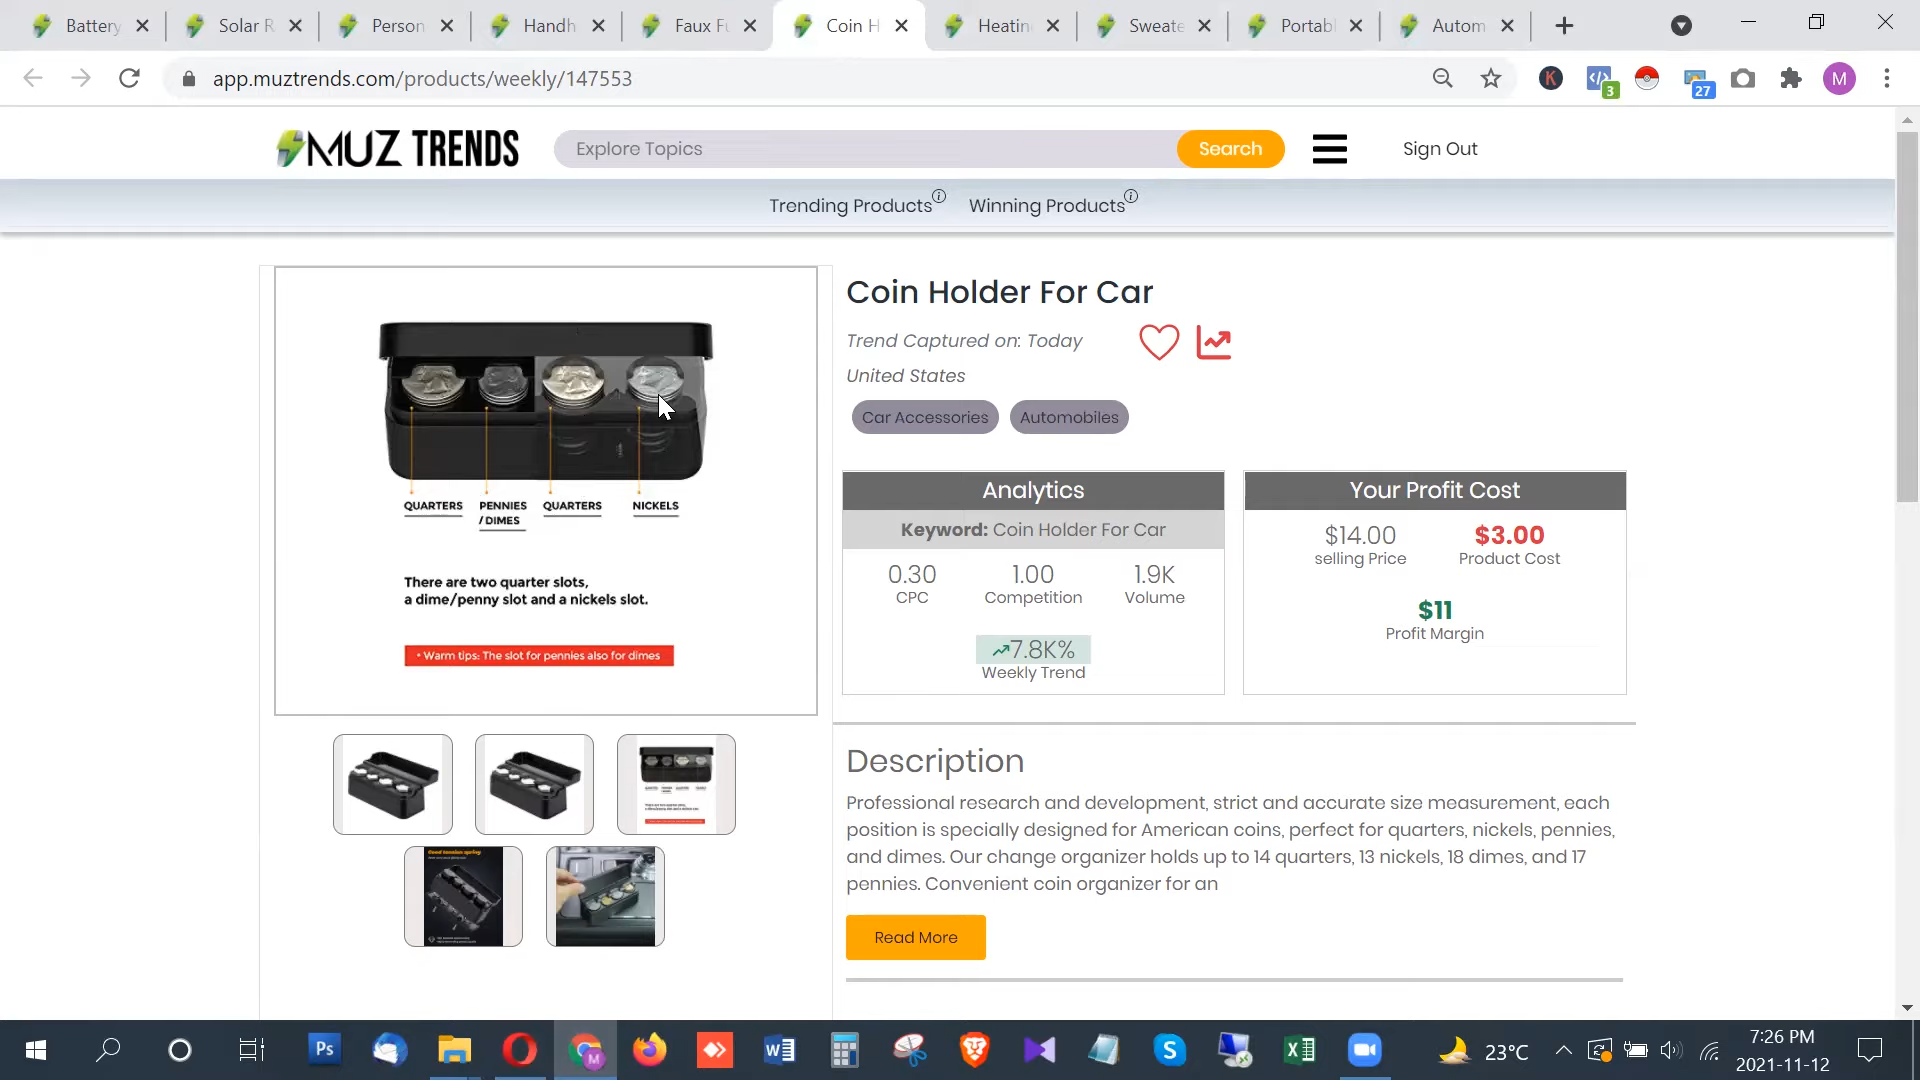 Battery
Solar R
Person
Handh
Faux Fu
Coin H
Heatin
Sweate
Portabl
Autom
app.muztrends.com/products/weekly/147553
K
3
27
M
MUZ TRENDS
Explore Topics
Search
Sign Out
Trending Products
Winning Products
QUARTERS
PENNIES
/DIMES
QUARTERS
NICKELS
There are two quarter slots,
a dime/penny slot and a nickels slot.
• Warm tips: The slot for pennies also for dimes
Good tension spring
Coin Holder For Car
Trend Captured on: Today
United States
Car Accessories
Automobiles
Analytics
Keyword: Coin Holder For Car
0.30
CPC
1.00
Competition
1.9K
Volume
7.8K%
Weekly Trend
Your Profit Cost
$14.00
selling Price
$3.00
Product Cost
$11
Profit Margin
Description
Professional research and development, strict and accurate size measurement, each
position is specially designed for American coins, perfect for quarters, nickels, pennies,
and dimes. Our change organizer holds up to 14 quarters, 13 nickels, 18 dimes, and 17
pennies. Convenient coin organizer for an
Read More
Ps
23°C
7:26 PM
2021-11-12